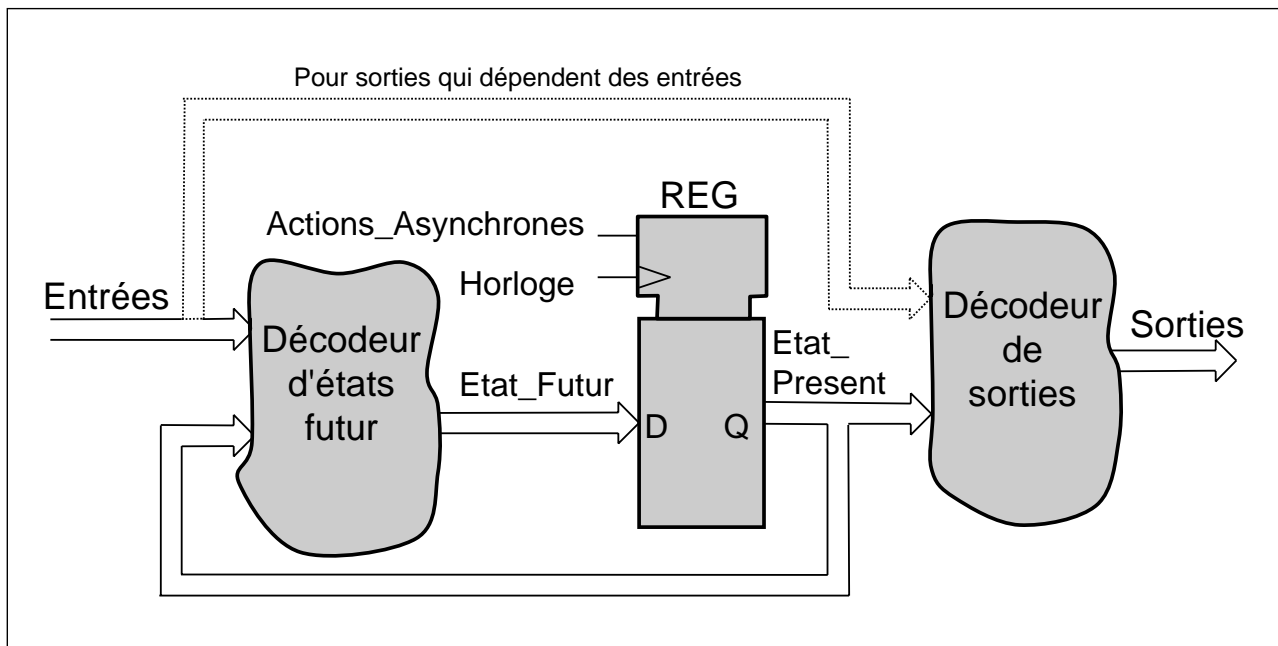 Pour sorties qui dépendent des entrées
REG
Actions_Asynchrones
Horloge
Entrées
Décodeur
d'états
futur
Etat_Futur
D
Q
Etat_
Present
Décodeur
de
sorties
Sorties